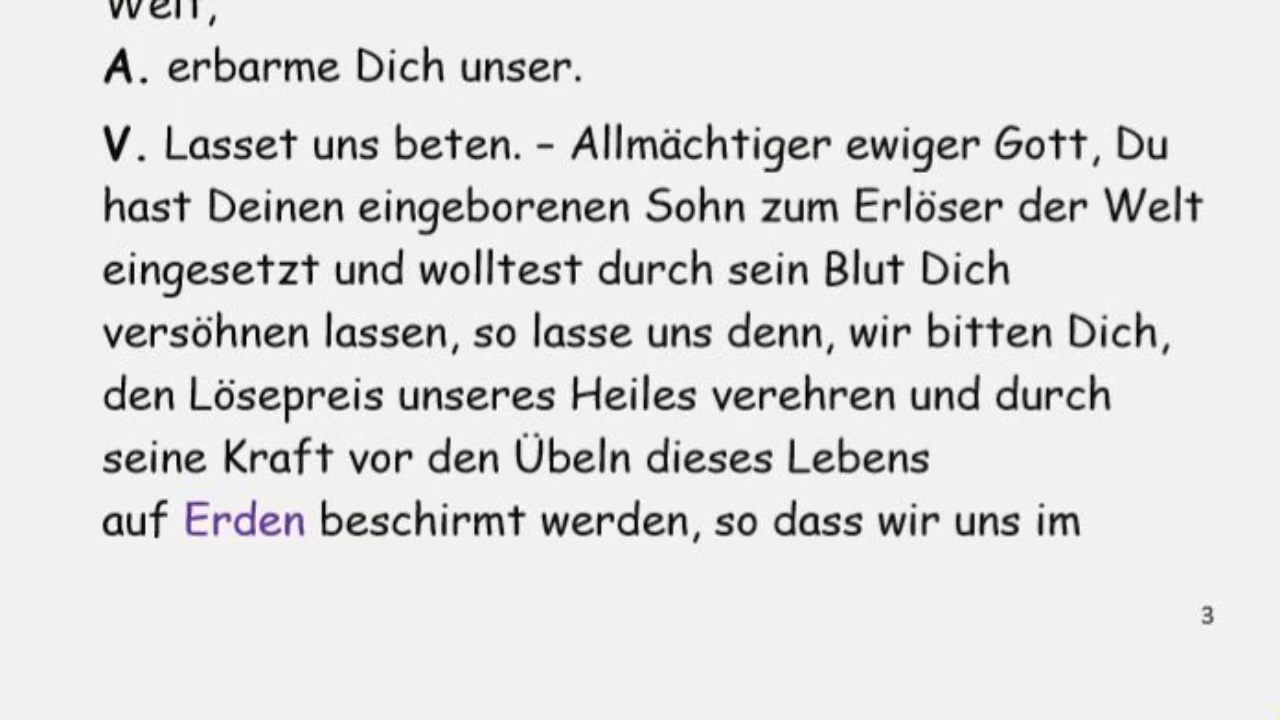 Welt,
A. erbarme Dich unser.
V. Lasset uns beten. – Allmächtiger ewiger Gott, Du
hast Deinen eingeborenen Sohn zum Erlöser der Welt
eingesetzt und wolltest durch sein Blut Dich
versöhnen lassen, so lasse uns denn, wir bitten Dich,
den Lösepreis unseres Heiles verehren und durch
seine Kraft vor den Übeln dieses Lebens
auf Erden beschirmt werden, so dass wir uns im
3